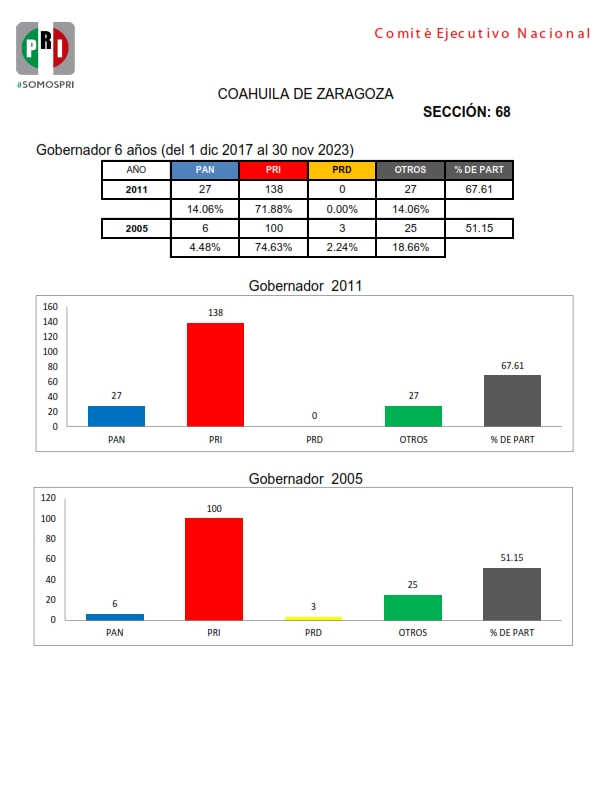 Comité Ejecutivo Nacional
PRI
#SOMOSPRI
COAHUILA DE ZARAGOZA
SECCIÓN: 68
Gobernador 6 años (del 1 dic 2017 al 30 nov 2023)
AÑO PAN PRI PRD OTROS % DE PART
2011 27 138 0 27 67.61
14.06% 71.88% 0.00% 14.06%
2005 6 100 3 25 51.15
4.48% 74.63% 2.24% 18.66%
Gobernador 2011
160
140
120
100
80
60
40
20
0
27 138 0 27 67.61
PAN PRI PRD OTROS % DE PART
Gobernador 2005
120
100
80
60
40
20
0
6 100 3 25 51.15
PAN PRI PRD OTROS % DE PART